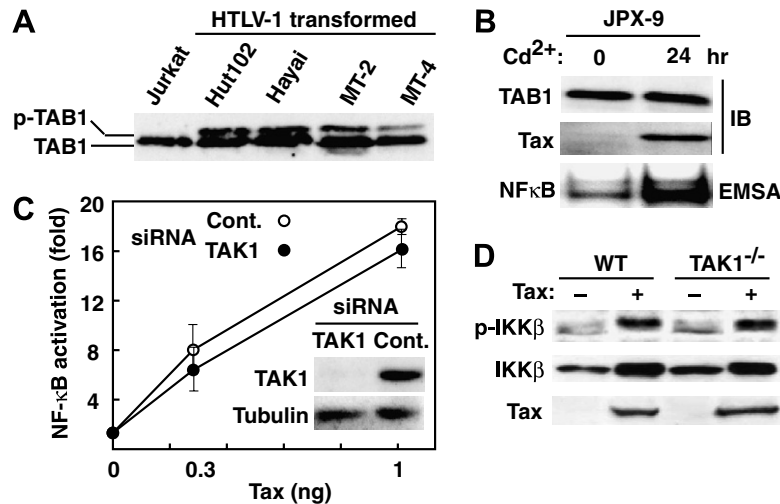 A
HTLV-1 transformed
Jurkat Hut102 Hayai MT-2 MT-4
p-TAB1
TAB1
B
JPX-9
Cd2+: 0 24 hr
TAB1
Tax
IB
NFκB EMSA
C
NF-κB activation (fold)
20
16
12
8
4
siRNA
Cont.
TAK1
siRNA
TAK1 Cont.
TAK1
Tubulin
0 0.3 1
Tax (ng)
D
WT TAK1-/-
Tax: – + – +
p-IKKβ
IKKβ
Tax